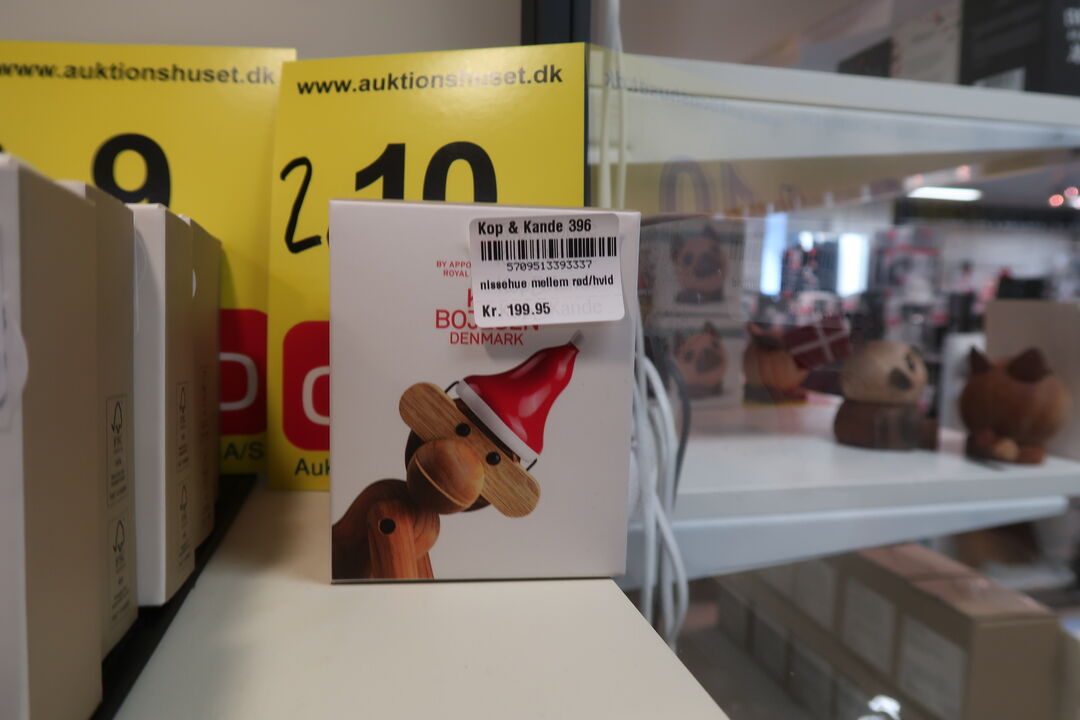 www.auktionshuset.dk
9
A/S
www.auktionshuset.dk
2. 10
Auk
Kop & Kande 396
5709513393337
nissehue mellem rød/hvid
Kr. 199.95
BY APPO
ROYAL
BOJESEN
DENMARK